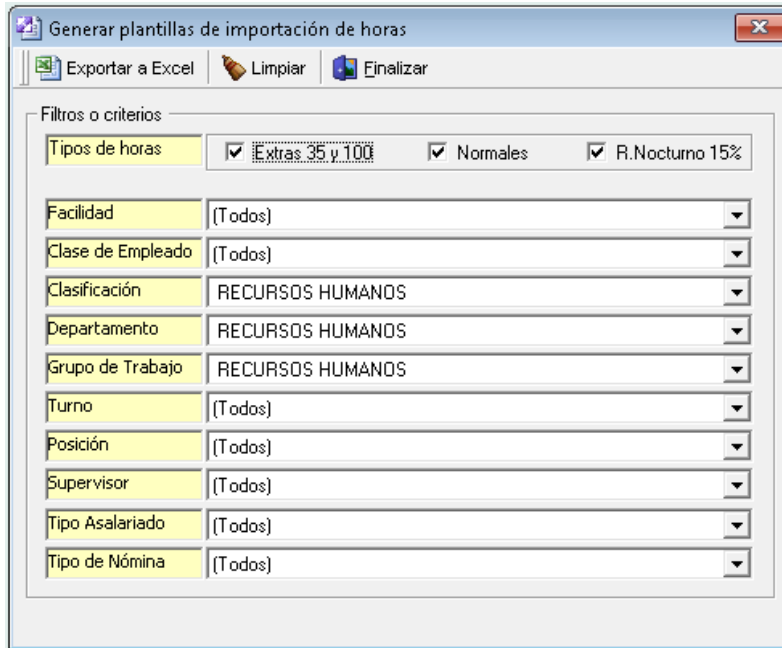 Generar plantillas de importación de horas
Exportar a Excel Limpiar Finalizar
Filtros o criterios
Tipos de horas Extras 35 y 100 Normales R.Nocturno 15%
Facilidad (Todos)
Clase de Empleado (Todos)
Clasificación RECURSOS HUMANOS
Departamento RECURSOS HUMANOS
Grupo de Trabajo RECURSOS HUMANOS
Turno (Todos)
Posición (Todos)
Supervisor (Todos)
Tipo Asalariado (Todos)
Tipo de Nómina (Todos)